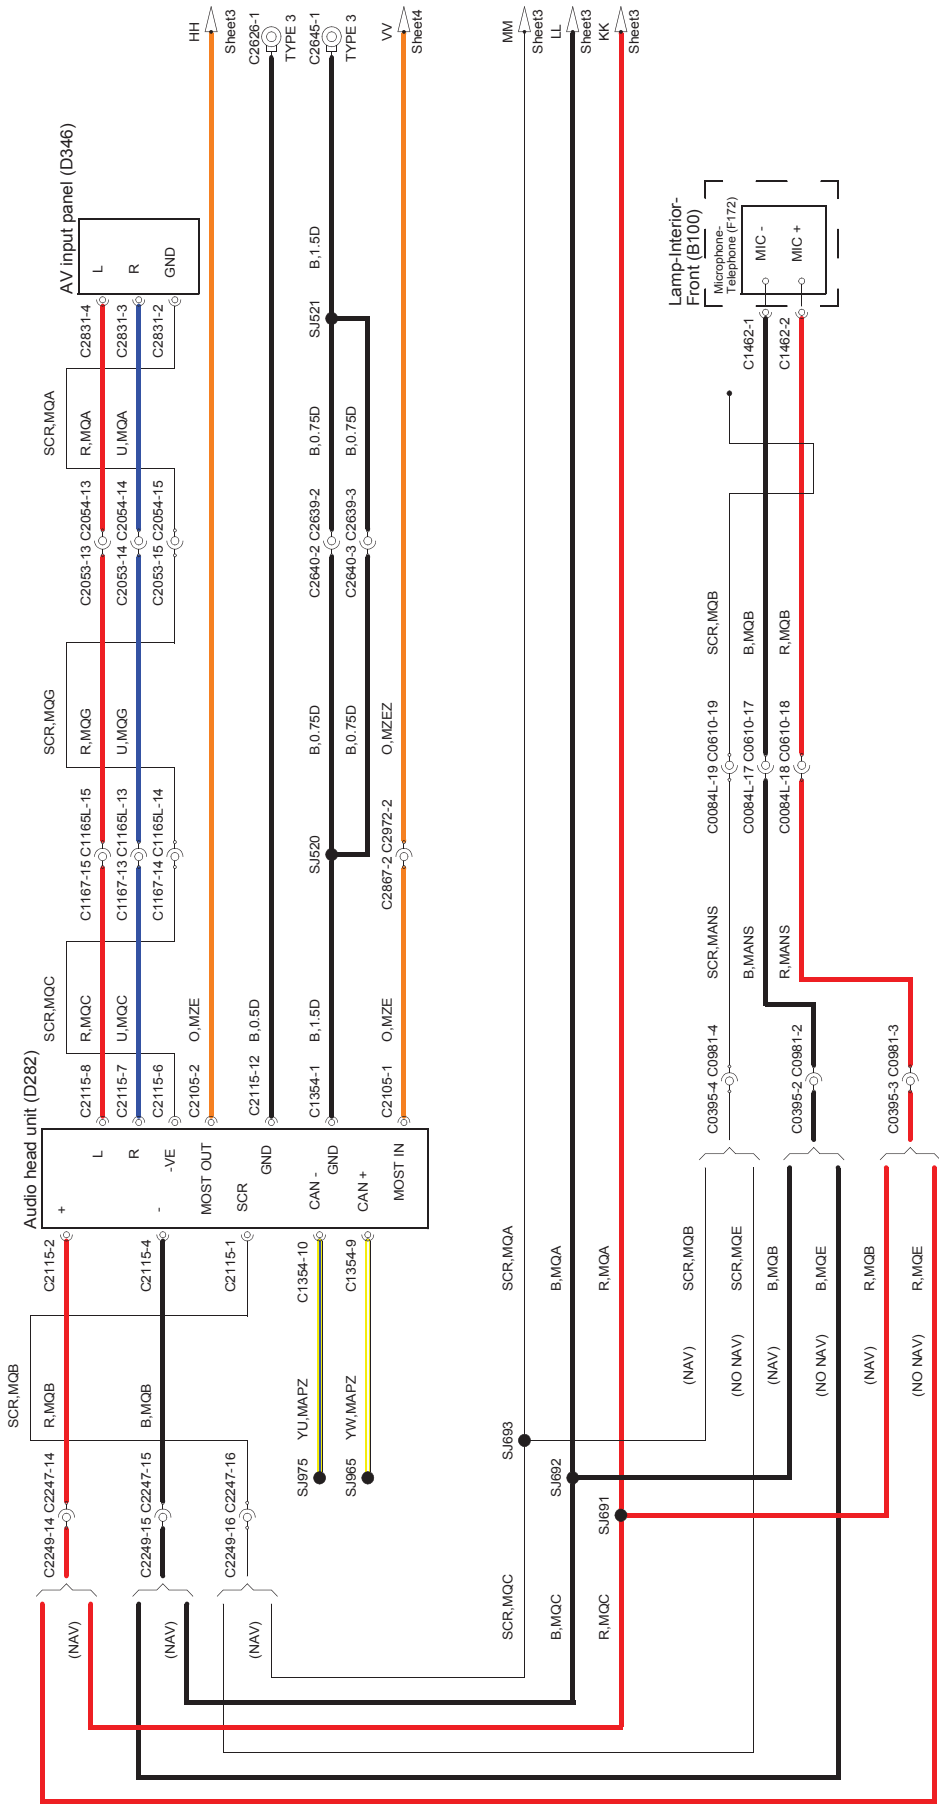 HH
Sheet3
C2626-1
TYPE 3
C2645-1
TYPE 3
VV
Sheet4
MM
Sheet3
LL
Sheet3
KK
Sheet3
AV input panel (D346)
L
R
GND
C2831-4
C2831-3
C2831-2
SCR,MQA
R,MQA
U,MQA
C2053-13 C2054-13
C2053-14 C2054-14
C2053-15 C2054-15
SCR,MQG
R,MQG
U,MQG
C1167-15 C1165L-15
C1167-13 C1165L-13
C1167-14 C1165L-14
SCR,MQC
R,MQC
U,MQC
O,MZE
B,0.5D
B,1.5D
O,MZE
B,1.5D
SJ521
B,0.75D
B,0.75D
C2640-2 C2639-2
C2640-3 C2639-3
B,0.75D
B,0.75D
O,MZEZ
SJ520
C2867-2 C2972-2
C2115-8
C2115-7
C2115-6
C2105-2
C2115-12
C1354-1
C2105-1
Audio head unit (D282)
L
R
-VE
MOST OUT
GND
GND
MOST IN
+
-
SCR
CAN -
CAN +
C2115-2
C2115-4
C2115-1
C1354-10
C1354-9
SCR,MQB
R,MQB
B,MQB
YU,MAPZ
YW,MAPZ
SJ975
SJ965
C2249-14 C2247-14
C2249-15 C2247-15
C2249-16 C2247-16
(NAV)
(NAV)
(NAV)
Lamp-Interior-
Front (B100)
Microphone-
Telephone (F172)
MIC -
MIC +
C1462-1
C1462-2
SCR,MQB
B,MQB
R,MQB
C0084L-19 C0610-19
C0084L-17 C0610-17
C0084L-18 C0610-18
SCR,MANS
B,MANS
R,MANS
C0395-4 C0981-4
C0395-2 C0981-2
C0395-3 C0981-3
SCR,MQA
B,MQA
R,MQA
SCR,MQB
SCR,MQE
B,MQB
B,MQE
R,MQB
R,MQE
(NAV)
(NO NAV)
(NAV)
(NO NAV)
(NAV)
(NO NAV)
SJ693
SJ692
SJ691
SCR,MQC
B,MQC
R,MQC